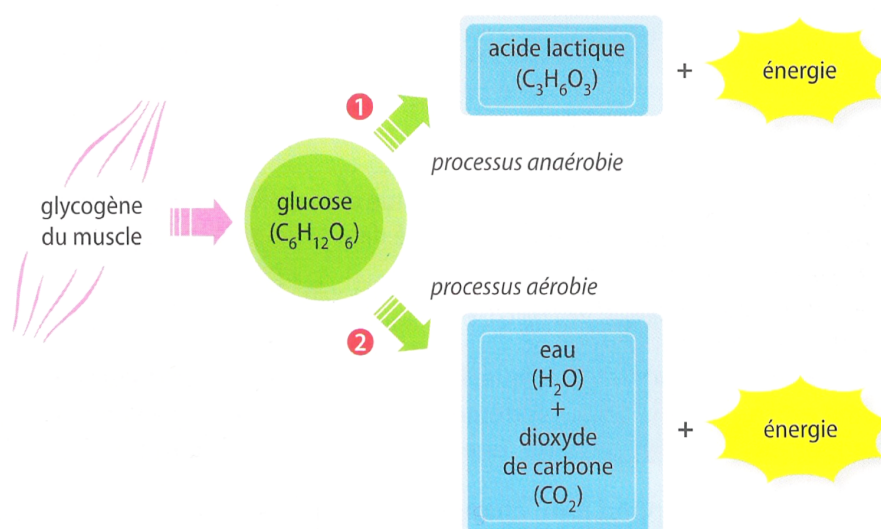 acide lactique
(C₃H₆O₃)
+
énergie
1
processus anaérobie
glycogène
du muscle
glucose
(C₆H₁₂O₆)
processus aérobie
2
eau
(H₂O)
+
dioxyde
de carbone
(CO₂)
+
énergie